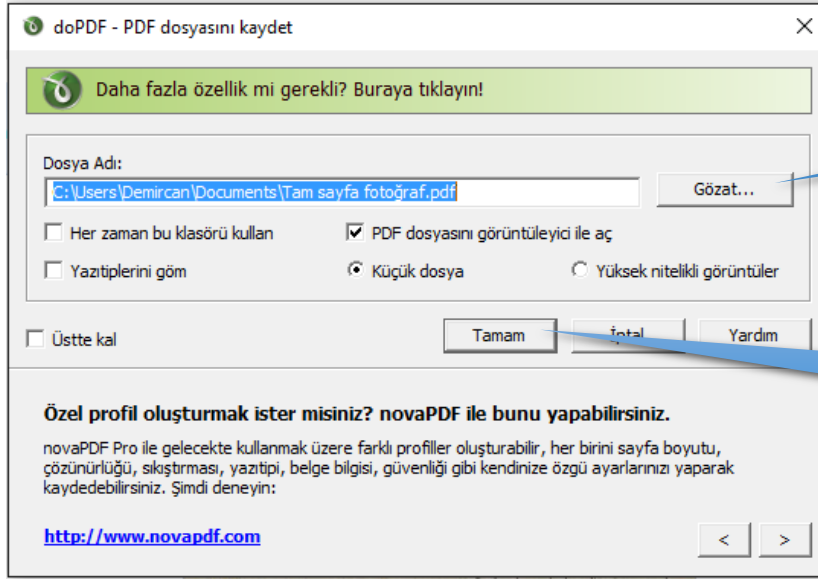 doPDF - PDF dosyasını kaydet
Daha fazla özellik mi gerekli? Buraya tıklayın!
Dosya Adı:
C:\Users\Demircan\Documents\Tam sayfa fotoğraf.pdf
Gözat...
Her zaman bu klasörü kullan
PDF dosyasını görüntüleyici ile aç
Yazıtiplerini göm
Küçük dosya
Yüksek nitelikli görüntüler
Üstte kal
Tamam
İptal
Yardım
Özel profil oluşturmak ister misiniz? novaPDF ile bunu yapabilirsiniz.
novaPDF Pro ile gelecekte kullanmak üzere farklı profiller oluşturabilir, her birini sayfa boyutu,
çözünürlüğü, sıkıştırması, yazıtipi, belge bilgisi, güvenliği gibi kendinize özgü ayarlarınızı yaparak
kaydedebilirsiniz. Şimdi deneyin:
http://www.novapdf.com
< >